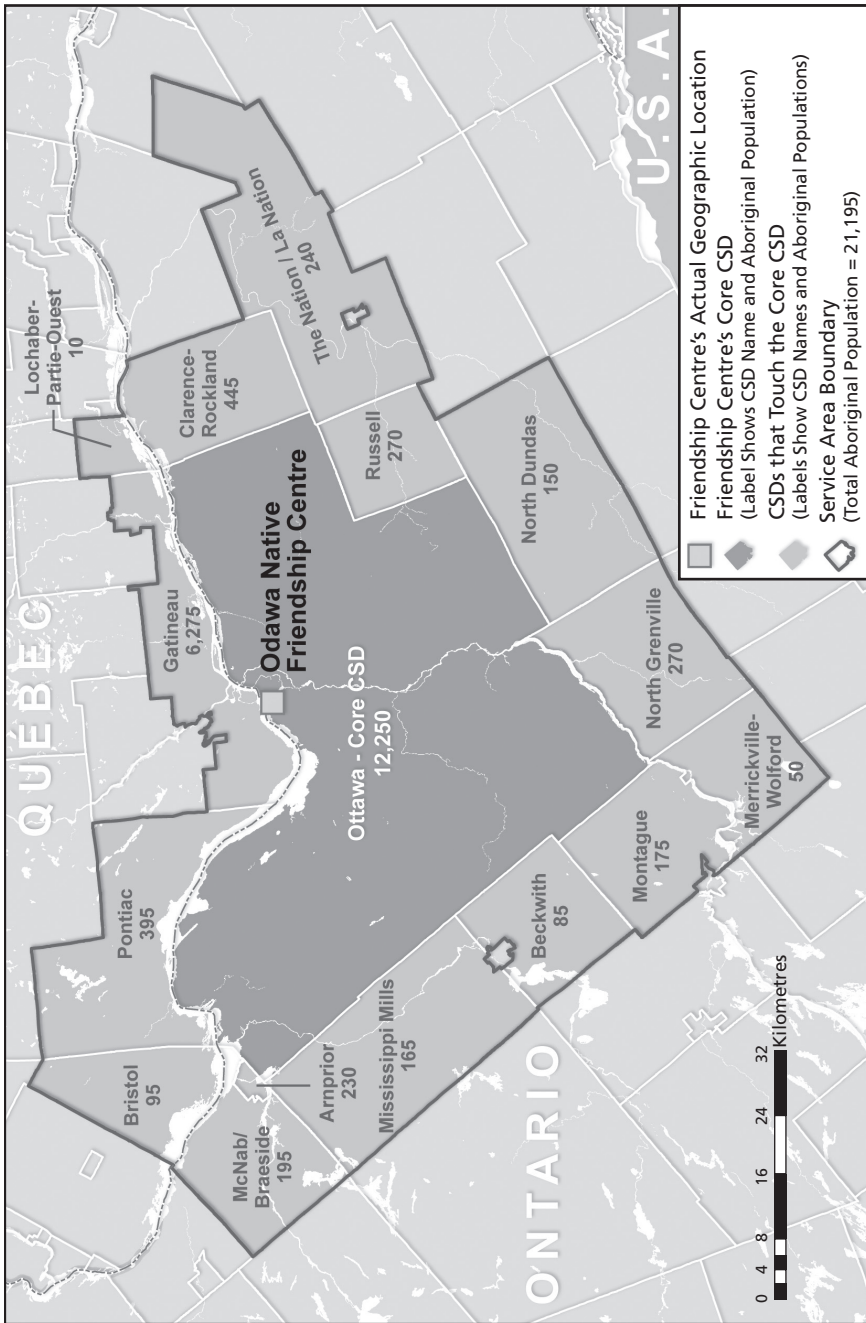 QUEBEC
Lochaber-
Partie-Ouest
10
Bristol
95
Pontiac
395
Gatineau
6,275
Clarence-
Rockland
445
The Nation / La Nation
240
McNab/
Braeside
195
Arnprior
230
Odawa Native
Friendship Centre
Ottawa - Core CSD
12,250
Russell
270
Mississippi Mills
165
Beckwith
85
North Dundas
150
Montague
175
North Grenville
270
Merrickville-
Wolford
50
ONTARIO
U.S.A.
0 4 8 16 24 32
Kilometres
Friendship Centre's Actual Geographic Location
Friendship Centre's Core CSD
(Label Shows CSD Name and Aboriginal Population)
CSDs that Touch the Core CSD
(Labels Show CSD Names and Aboriginal Populations)
Service Area Boundary
(Total Aboriginal Population = 21,195)